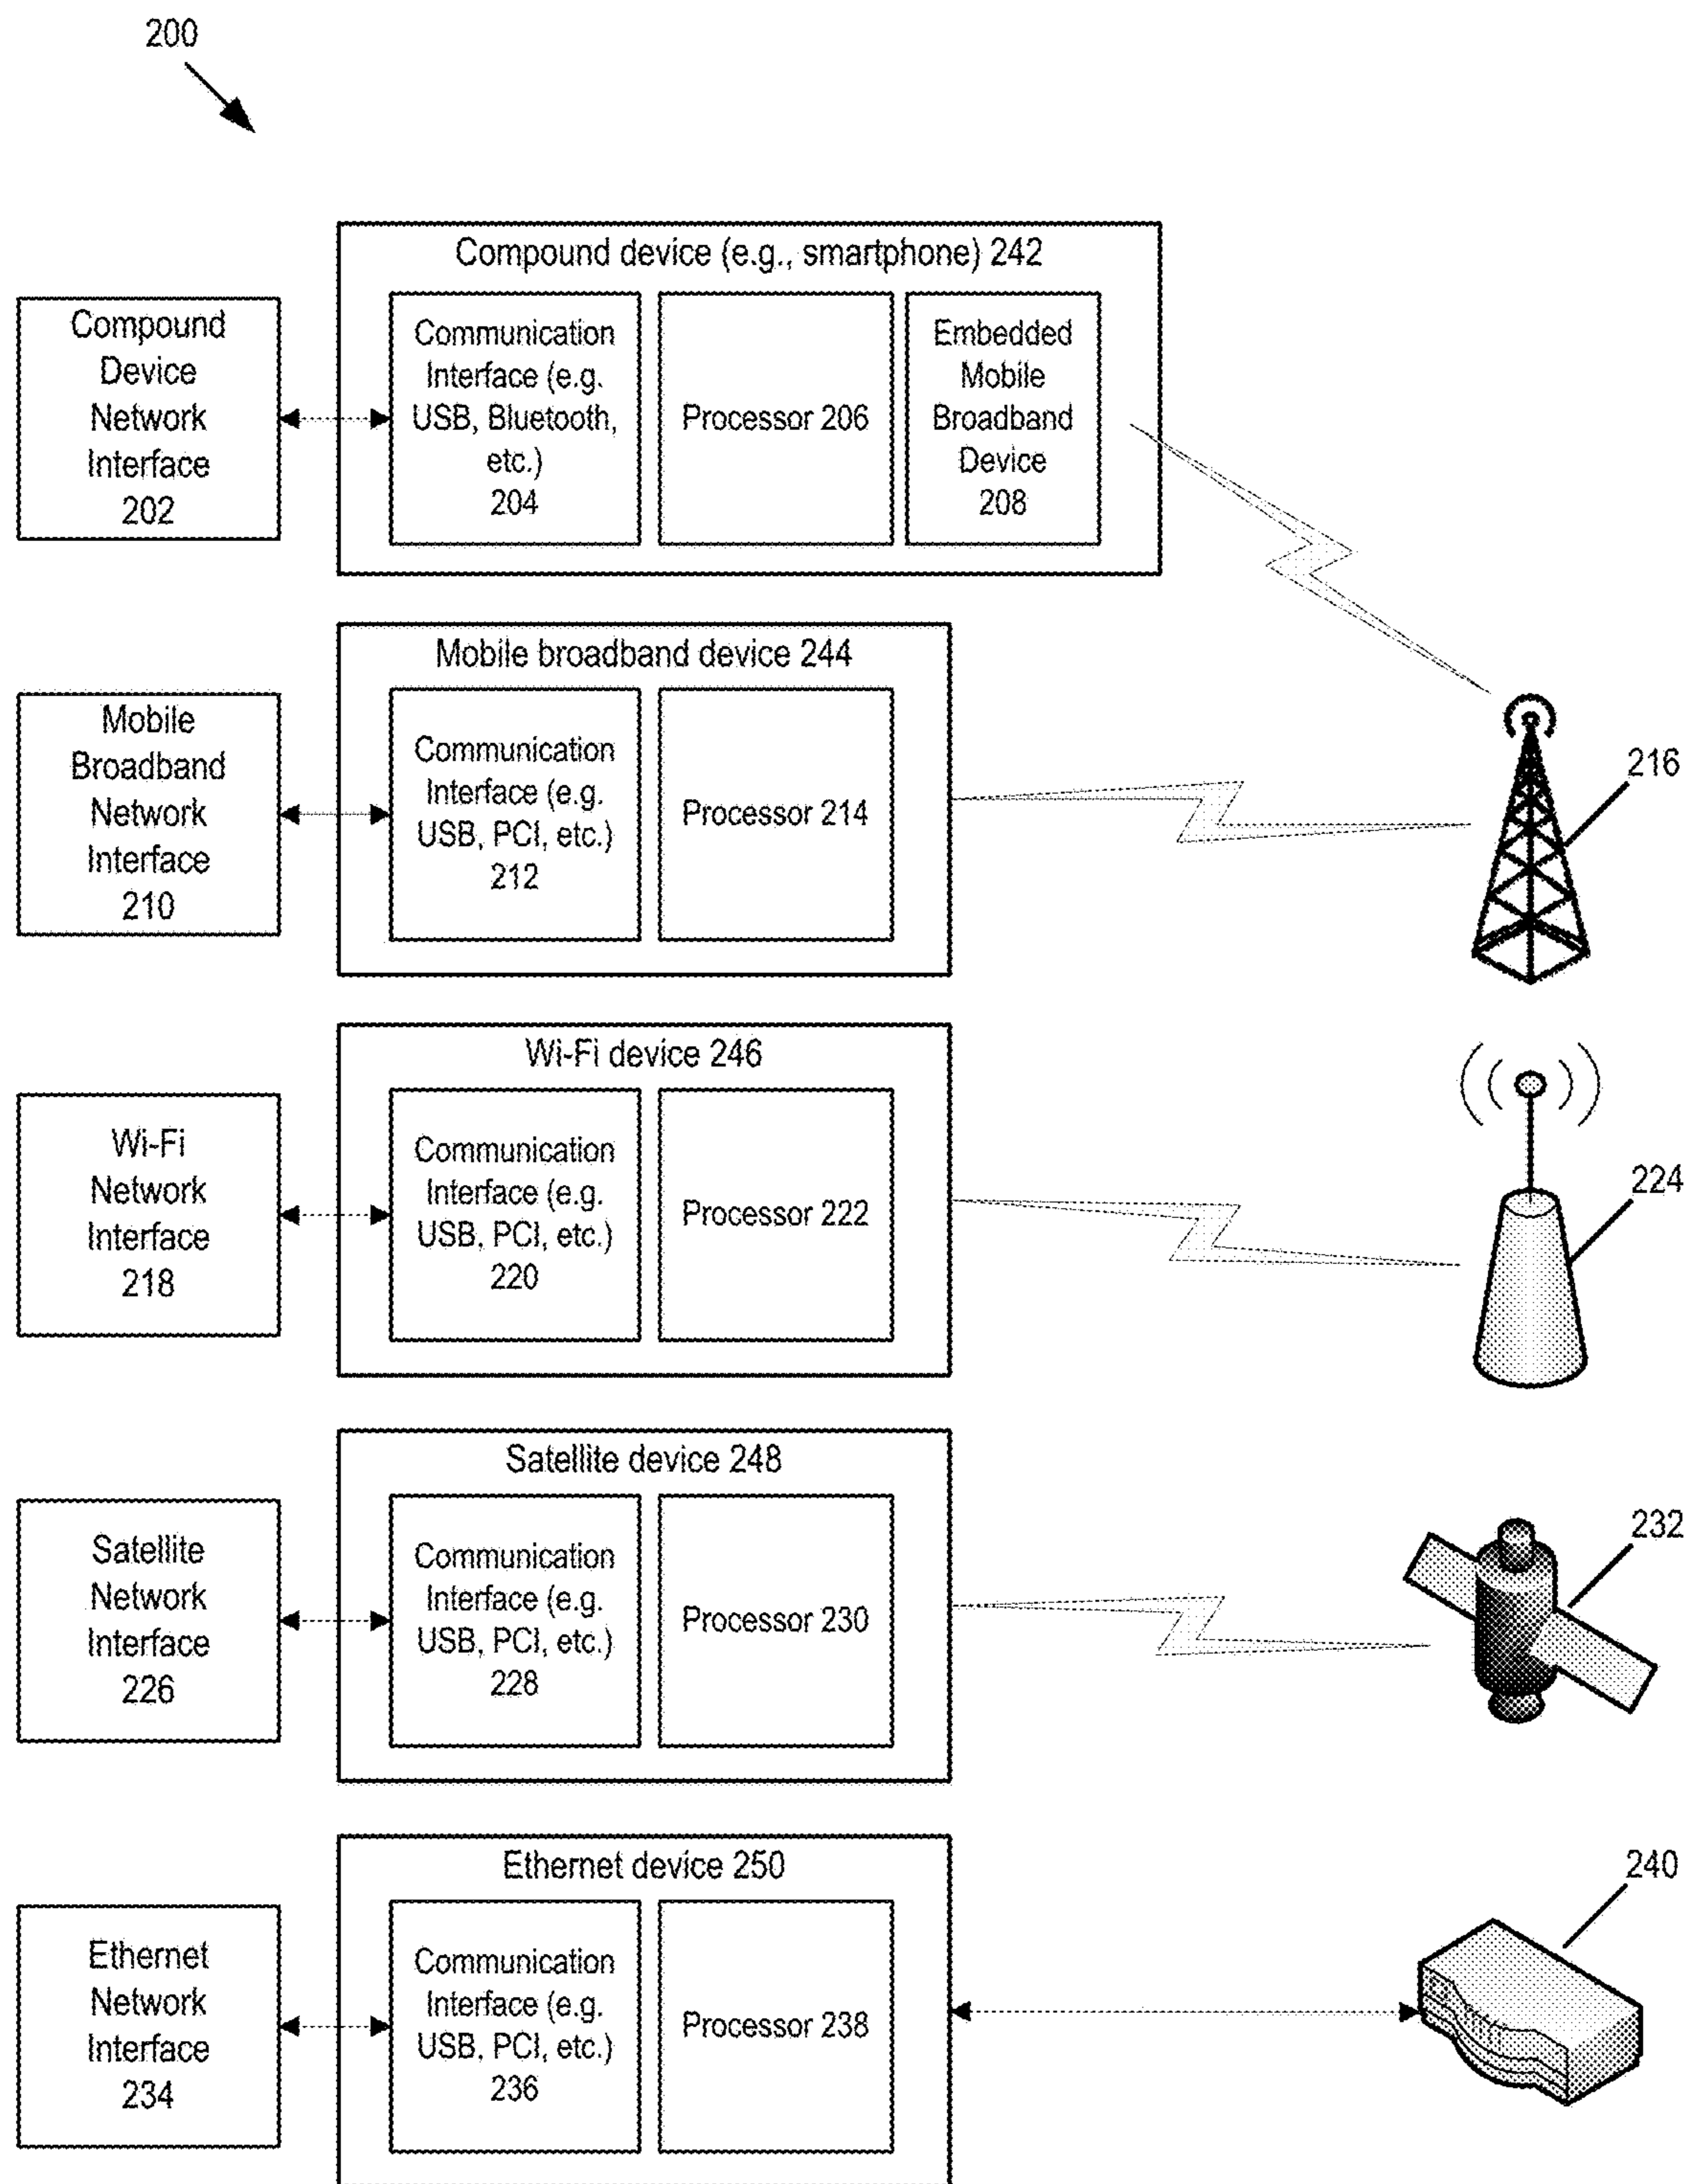 200
Compound device (e.g., smartphone) 242
Compound
Device
Network
Interface
202
Communication
Interface (e.g.
USB, Bluetooth,
etc.)
204
Processor 206
Embedded
Mobile
Broadband
Device
208
Mobile broadband device 244
Mobile
Broadband
Network
Interface
210
Communication
Interface (e.g.
USB, PCI, etc.)
212
Processor 214
216
Wi-Fi device 246
Wi-Fi
Network
Interface
218
Communication
Interface (e.g.
USB, PCI, etc.)
220
Processor 222
224
Satellite device 248
Satellite
Network
Interface
226
Communication
Interface (e.g.
USB, PCI, etc.)
228
Processor 230
232
Ethernet device 250
Ethernet
Network
Interface
234
Communication
Interface (e.g.
USB, PCI, etc.)
236
Processor 238
240